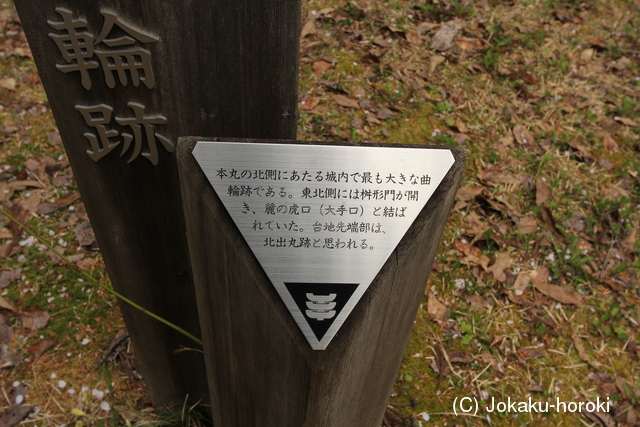 輪跡
本丸の北側にあたる城内で最も大きな曲
輪跡である。東北側には桝形門が開
き、麓の虎口（大手口）と結ば
れていた。台地先端部は、
北出丸跡と思われる。
(C) Jokaku-horoki